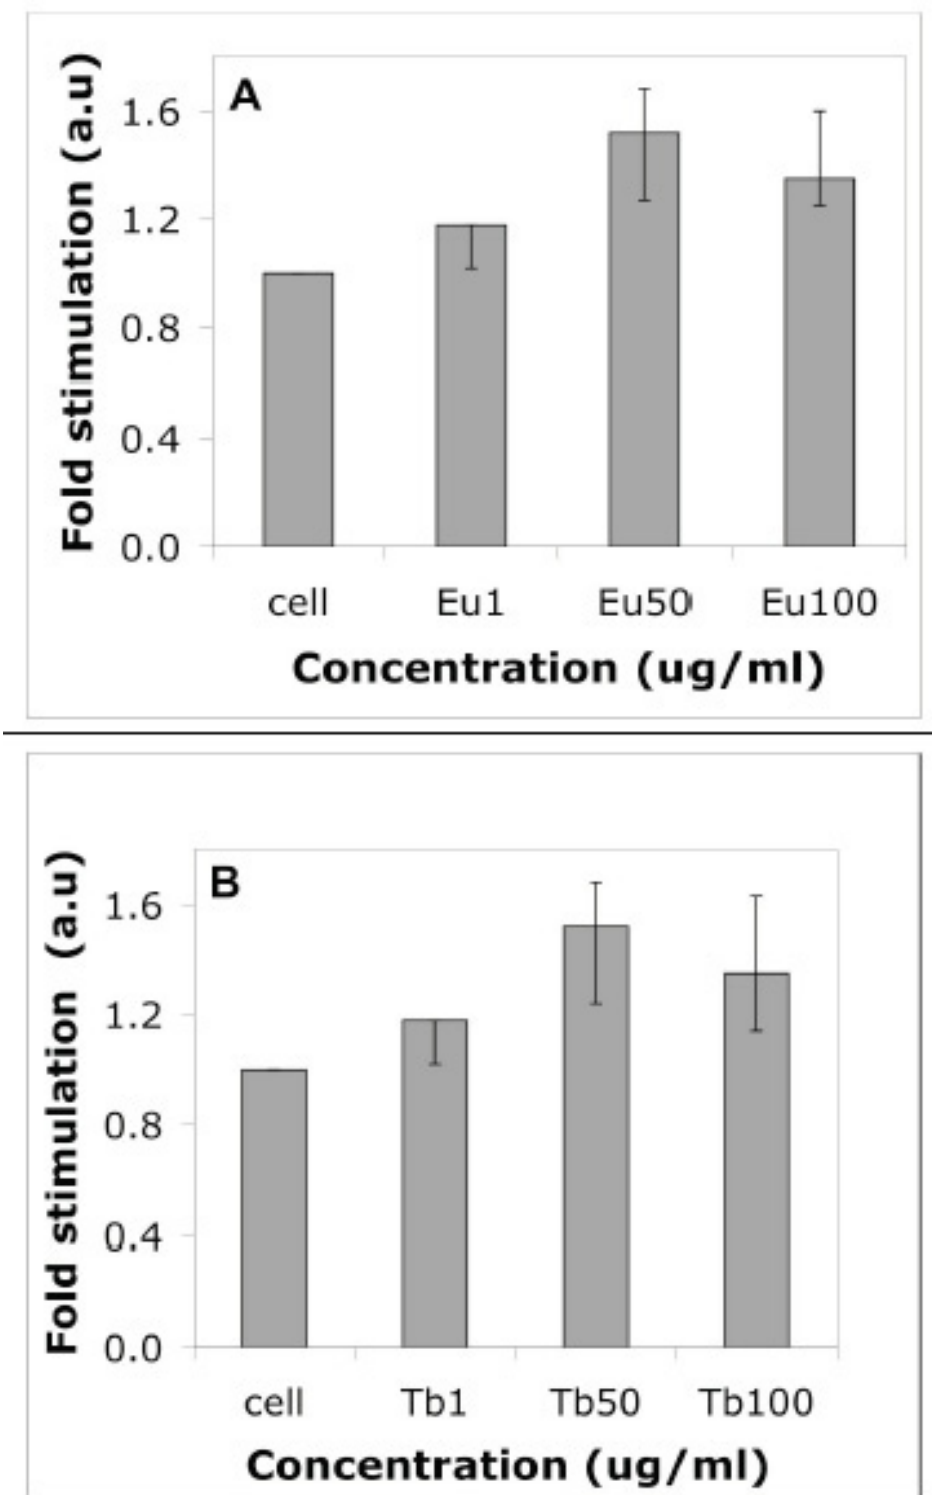 A
Fold stimulation (a.u)
1.6
1.2
0.8
0.4
0.0
cell Eu1 Eu50 Eu100
Concentration (ug/ml)
B
Fold stimulation (a.u)
1.6
1.2
0.8
0.4
0.0
cell Tb1 Tb50 Tb100
Concentration (ug/ml)